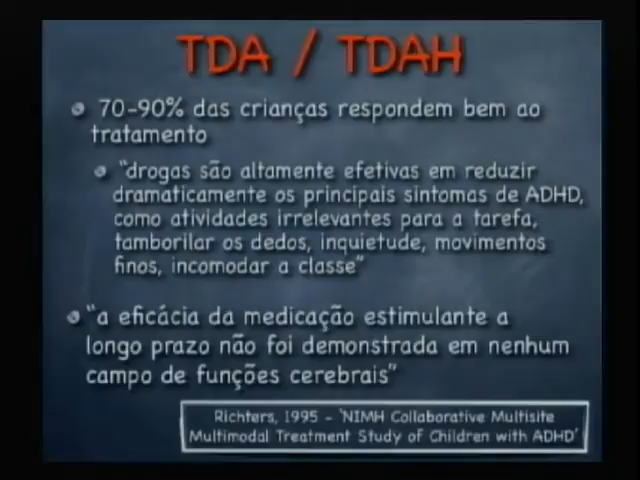 TDA / TDAH
70-90% das crianças respondem bem ao
tratamento
"drogas são altamente efetivas em reduzir
dramaticamente os principais sintomas de ADHD,
como atividades irrelevantes para a tarefa,
tamborilar os dedos, inquietude, movimentos
finos, incomodar a classe"
"a eficácia da medicação estimulante a
longo prazo não foi demonstrada em nenhum
campo de funções cerebrais"
Richters, 1995 - 'NIMH Collaborative Multisite
Multimodal Treatment Study of Children with ADHD'